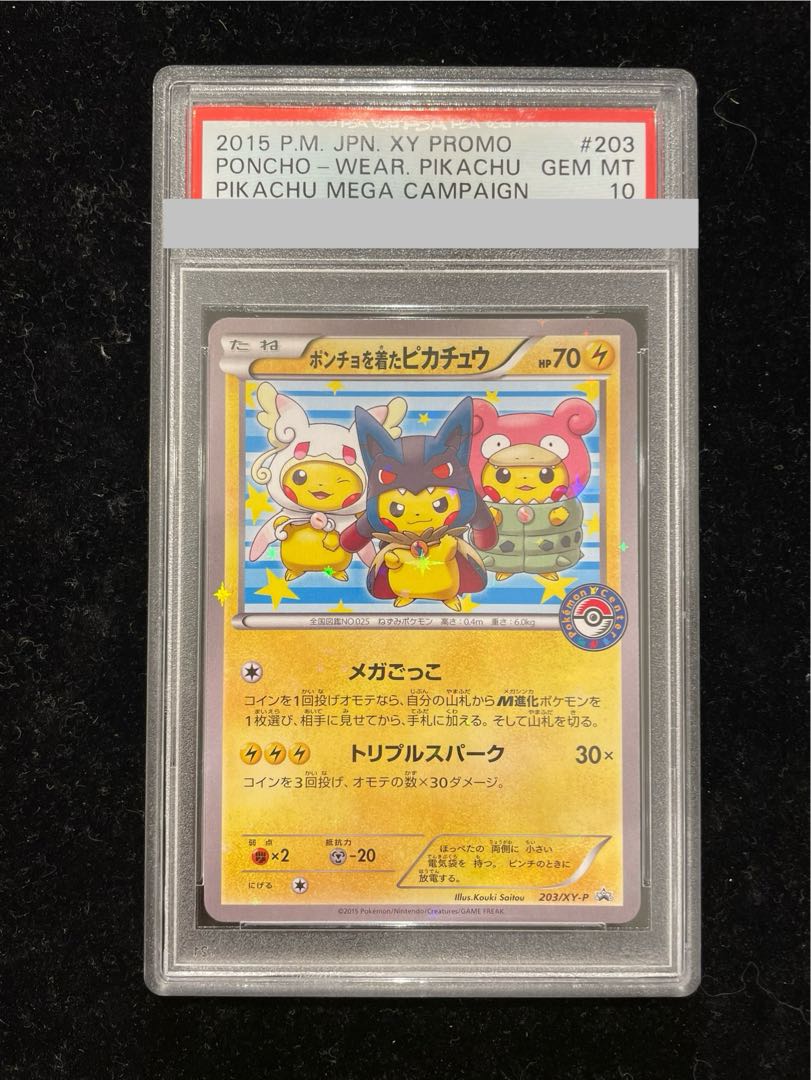 2015 P.M. JPN. XY PROMO #203
PONCHO-WEAR. PIKACHU GEM MT
PIKACHU MEGA CAMPAIGN 10
たね
ポンチョを着たピカチュウ HP70
Pokémon Center
全国図鑑NO.025 ねずみポケモン 高さ:0.4m 重さ:6.0kg
メガごっこ
コインを1回投げオモテなら、自分の山札からM進化ポケモンを
1枚選び、相手に見せてから、手札に加える。そして山札を切る。
トリプルスパーク 30×
コインを3回投げ、オモテの数×30ダメージ。
弱点 抵抗力
×2 -20
にげる
ほっぺたの 両側に 小さい
電気袋を 持つ。 ピンチのときに
放電する。
Illus.Kouki Saitou 203/XY-P
©2015 Pokémon/Nintendo/Creatures/GAME FREAK.